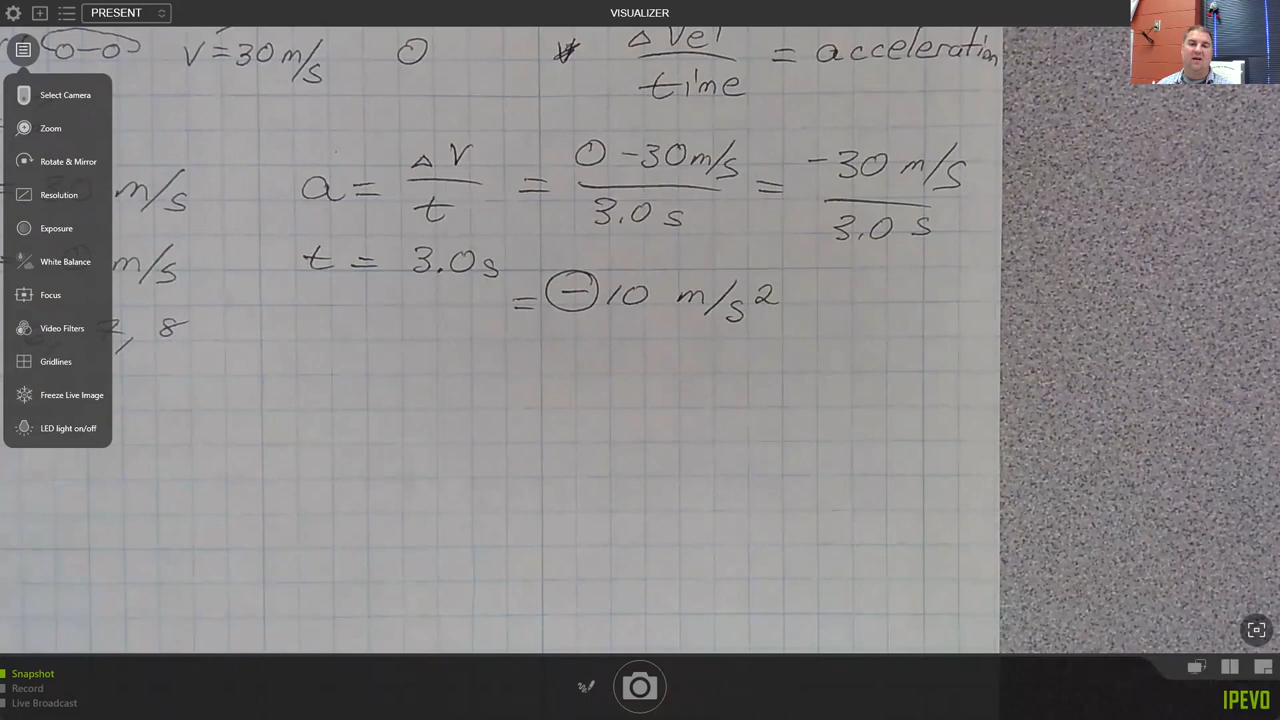 PRESENT
VISUALIZER
V = 30 m/s 0 * Δ Vel / time = acceleration
Select Camera
Zoom
Rotate & Mirror
Resolution
Exposure
White Balance
Focus
Video Filters
Gridlines
Freeze Live Image
LED light on/off
m/s
m/s
7, 8
a = Δ V / t = 0 - 30 m/s / 3.0 s = -30 m/s / 3.0 s
t = 3.0s
= - 10 m/s2
Snapshot
Record
Live Broadcast
IPEVO